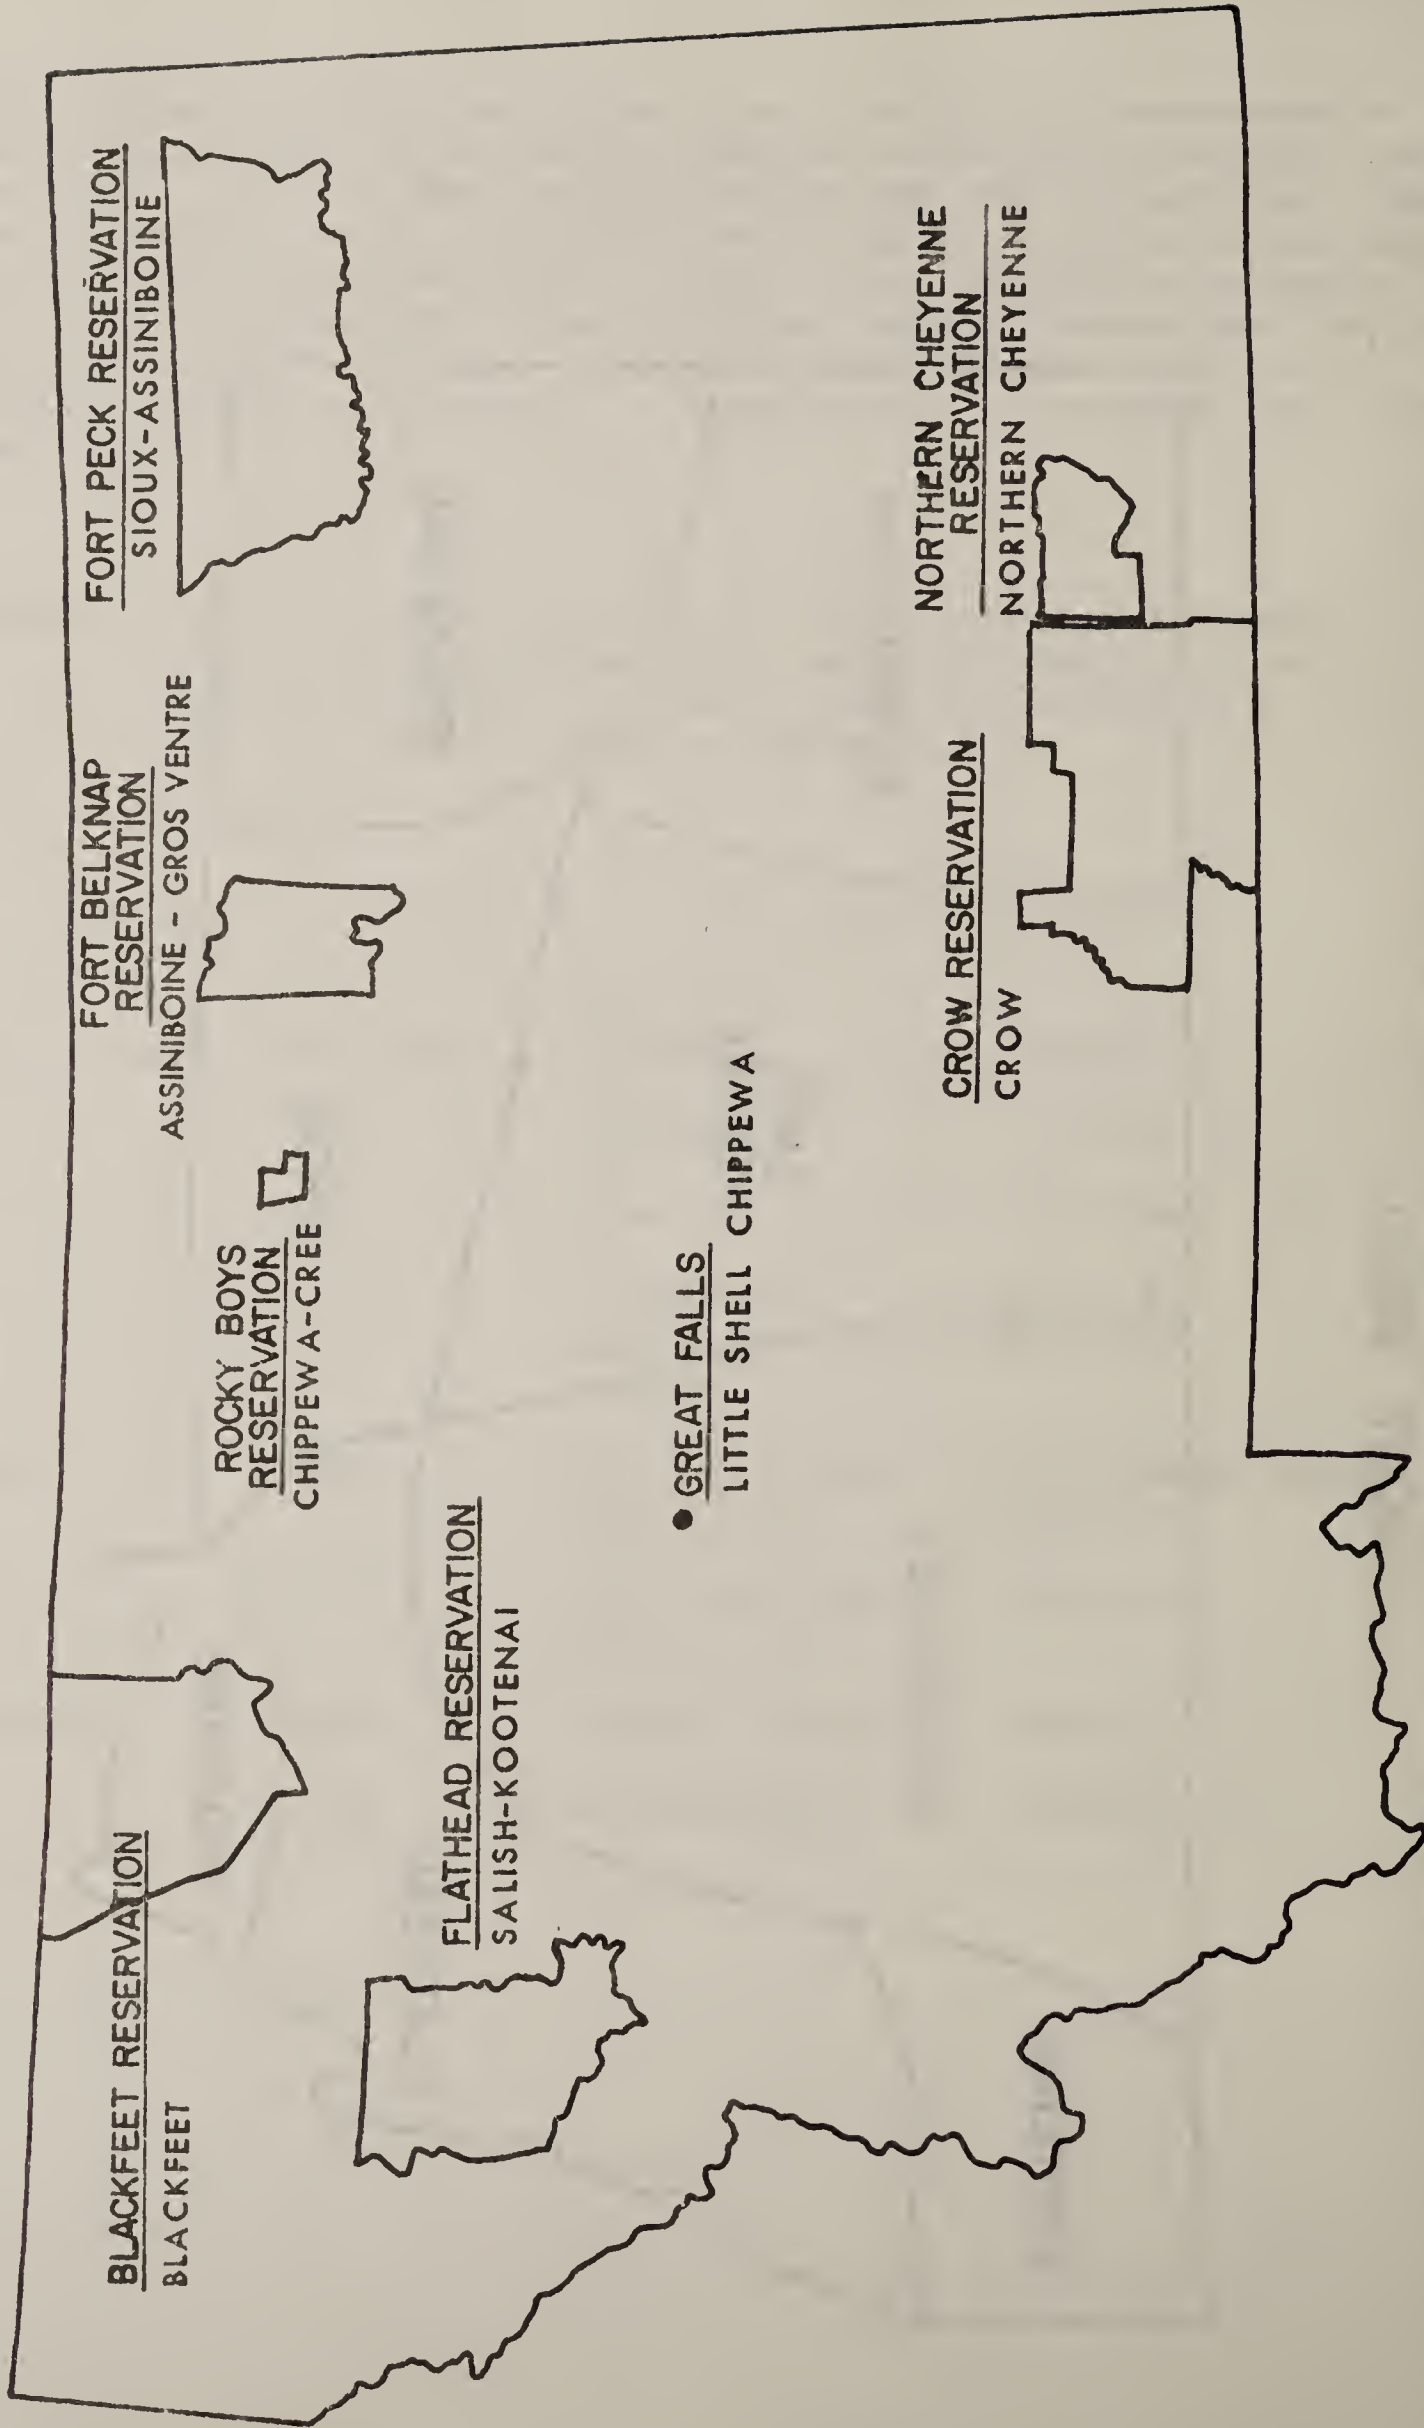 BLACKFEET RESERVATION
BLACKFEET
FLATHEAD RESERVATION
SALISH-KOOTENAI
ROCKY BOYS
RESERVATION
CHIPPEWA-CREE
GREAT FALLS
LITTLE SHELL CHIPPEWA
FORT BELKNAP
RESERVATION
ASSINIBOINE - GROS VENTRE
FORT PECK RESERVATION
SIOUX-ASSINIBOINE
CROW RESERVATION
CROW
NORTHERN CHEYENNE
RESERVATION
NORTHERN CHEYENNE